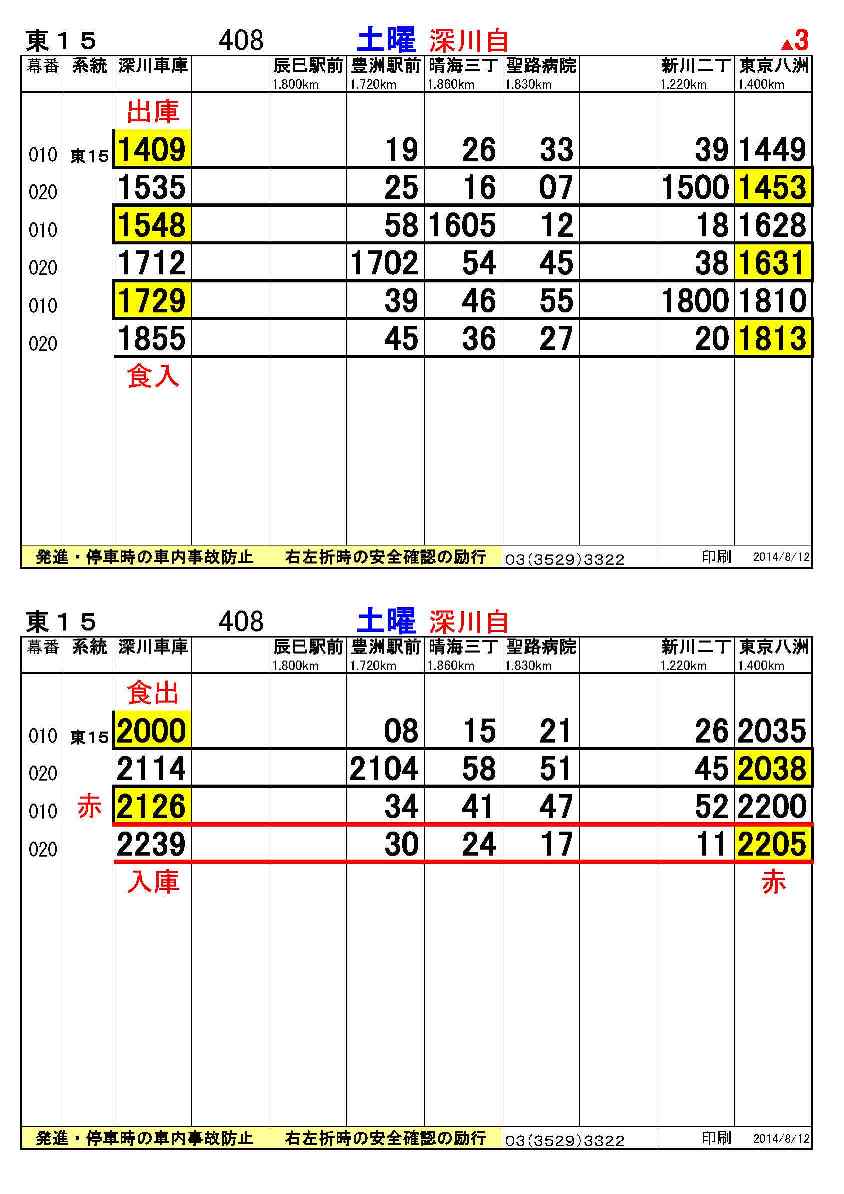 東１５ 408 土曜 深川自 ▲3
幕番 系統 深川車庫 辰巳駅前 豊洲駅前 晴海三丁 聖路病院 新川二丁 東京八洲
1.800km 1.720km 1.860km 1.830km 1.220km 1.400km
出庫
010 東15 1409 19 26 33 39 1449
020 1535 25 16 07 1500 1453
010 1548 58 1605 12 18 1628
020 1712 1702 54 45 38 1631
010 1729 39 46 55 1800 1810
020 1855 45 36 27 20 1813
食入
発進・停車時の車内事故防止 右左折時の安全確認の励行 03(3529)3322 印刷 2014/8/12
東１５ 408 土曜 深川自
幕番 系統 深川車庫 辰巳駅前 豊洲駅前 晴海三丁 聖路病院 新川二丁 東京八洲
1.800km 1.720km 1.860km 1.830km 1.220km 1.400km
食出
010 東15 2000 08 15 21 26 2035
020 2114 2104 58 51 45 2038
010 赤 2126 34 41 47 52 2200
020 2239 30 24 17 11 2205
入庫 赤
発進・停車時の車内事故防止 右左折時の安全確認の励行 03(3529)3322 印刷 2014/8/12